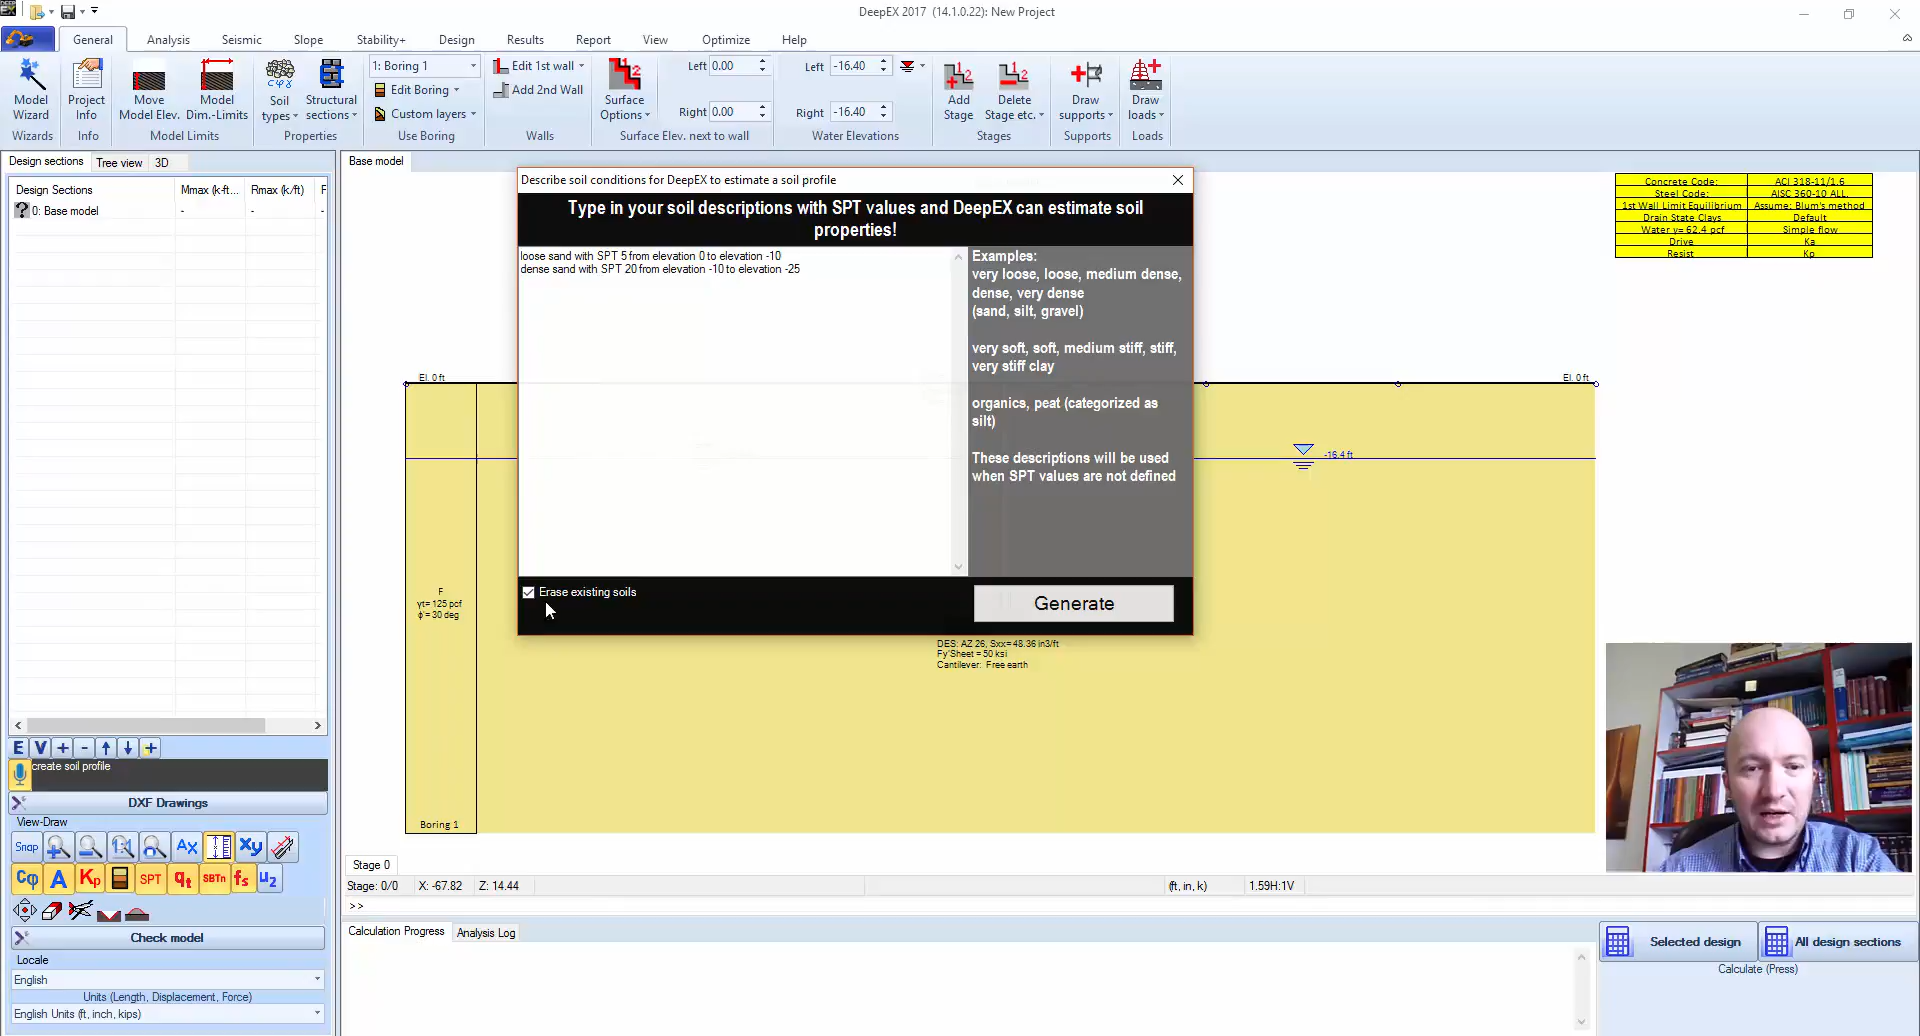 DeepEX 2017 (14.1.0.22): New Project
General Analysis Seismic Slope Stability+ Design Results Report View Optimize Help
Model Wizard
Wizards
Project Info
Info
Move Model Elev.
Model Dim.-Limits
Model Limits
Soil types
Structural sections
Properties
1: Boring 1
Edit Boring
Custom layers
Use Boring
Edit 1st wall
Add 2nd Wall
Walls
Surface Options
Left 0.00
Right 0.00
Surface Elev. next to wall
Left -16.40
Right -16.40
Water Elevations
Add Stage
Delete Stage etc.
Stages
Draw supports
Supports
Draw loads
Loads
Design sections Tree view 3D
Design Sections Mmax (k-ft... Rmax (k/ft) F
0: Base model - -
Base model
Describe soil conditions for DeepEX to estimate a soil profile
Type in your soil descriptions with SPT values and DeepEX can estimate soil
properties!
loose sand with SPT 5 from elevation 0 to elevation -10
dense sand with SPT 20 from elevation -10 to elevation -25
Examples:
very loose, loose, medium dense,
dense, very dense
(sand, silt, gravel)
very soft, soft, medium stiff, stiff,
very stiff clay
organics, peat (categorized as
silt)
These descriptions will be used
when SPT values are not defined
Erase existing soils
Generate
Concrete Code: ACI 318-11/1.6
Steel Code: AISC 360-10 ALL.
1st Wall Limit Equilibrium Assume: Blum's method
Drain State Clays Default
Water γ= 62.4 pcf Simple flow
Drive Ka
Resist Kp
El. 0 ft
El. 0 ft
-16.4 ft
F
γt= 125 pcf
ϕ'= 30 deg
Boring 1
DES: AZ 26, Sxx= 48.36 in3/ft
Fy'Sheet = 50 ksi
Cantilever: Free earth
E V + - +
create soil profile
DXF Drawings
View-Draw
Snap 1:1 Ax Xy
Cφ A Kp SPT qt SBTn fs u2
Check model
Locale
English
Units (Length, Displacement, Force)
English Units (ft, inch, kips)
Stage 0
Stage: 0/0 X: -67.82 Z: 14.44 (ft, in, k) 1.59H:1V
>>
Calculation Progress Analysis Log
Selected design All design sections
Calculate (Press)